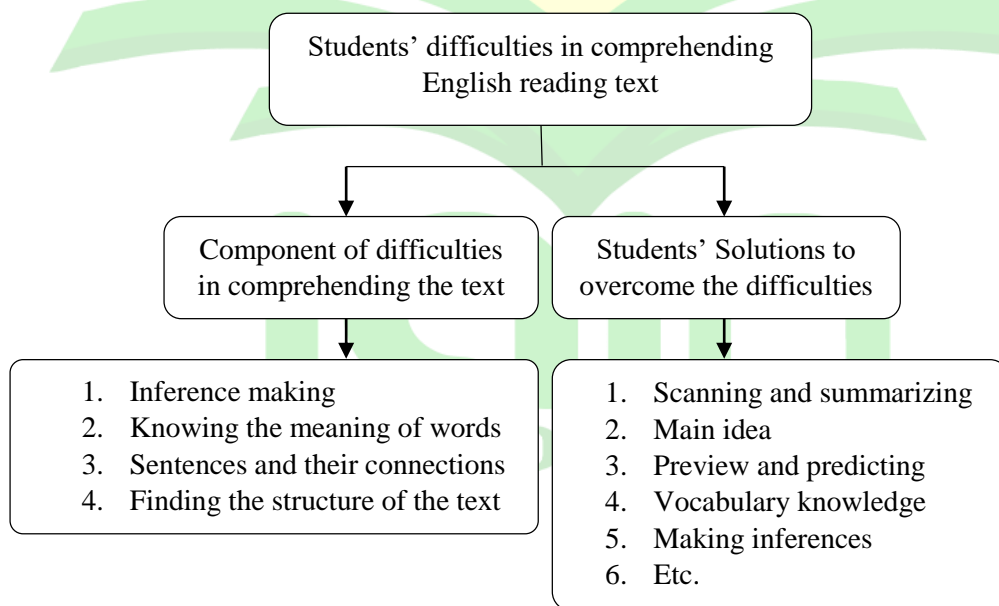 Students’ difficulties in comprehending
English reading text
Component of difficulties
in comprehending the text
Students’ Solutions to
overcome the difficulties
1. Inference making
2. Knowing the meaning of words
3. Sentences and their connections
4. Finding the structure of the text
1. Scanning and summarizing
2. Main idea
3. Preview and predicting
4. Vocabulary knowledge
5. Making inferences
6. Etc.